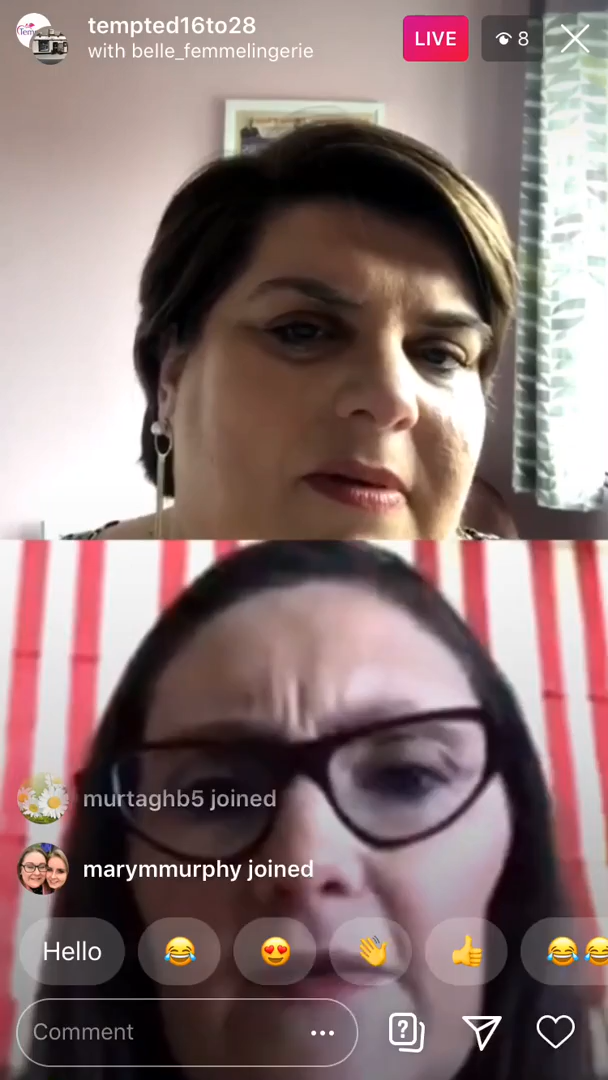 tempted16to28
with belle_femmelingerie
LIVE
8
murtaghb5 joined
marymmurphy joined
Hello
Comment